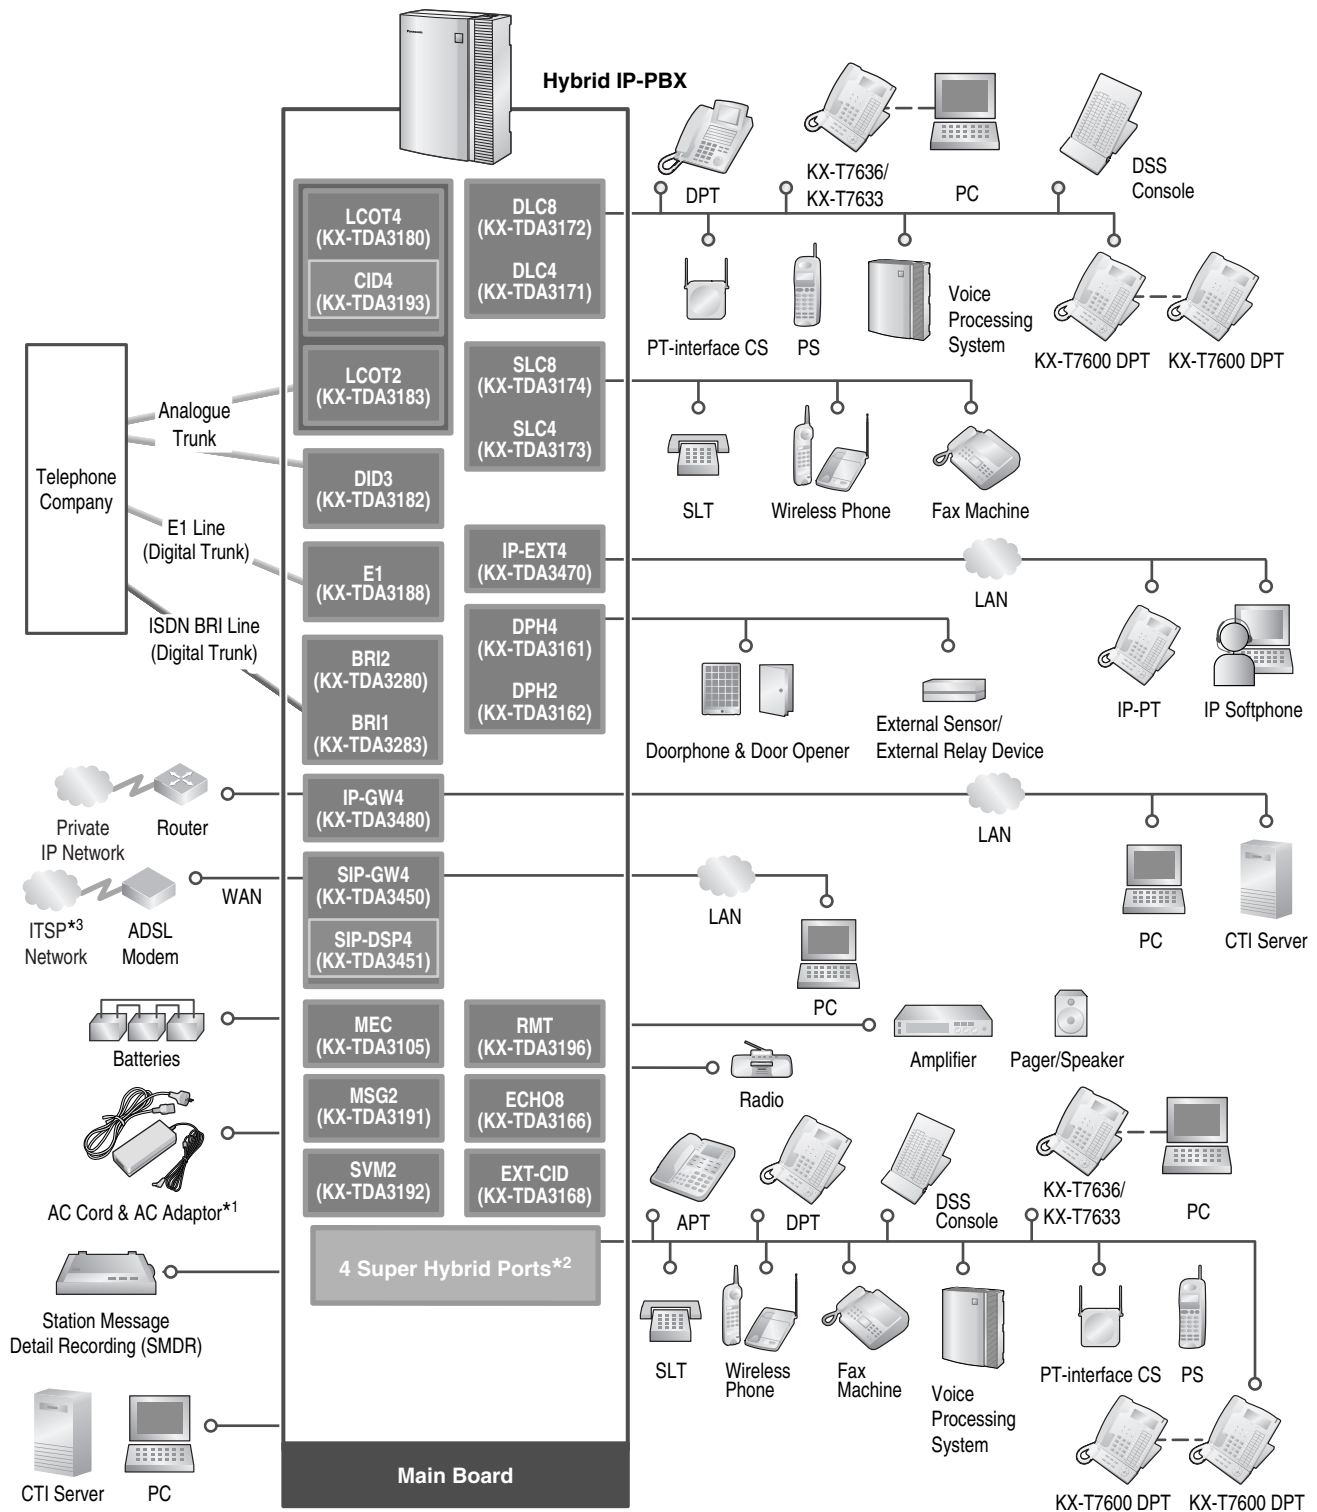 Panasonic
Hybrid IP-PBX
LCOT4
(KX-TDA3180)
CID4
(KX-TDA3193)
LCOT2
(KX-TDA3183)
DID3
(KX-TDA3182)
E1
(KX-TDA3188)
BRI2
(KX-TDA3280)
BRI1
(KX-TDA3283)
IP-GW4
(KX-TDA3480)
SIP-GW4
(KX-TDA3450)
SIP-DSP4
(KX-TDA3451)
MEC
(KX-TDA3105)
MSG2
(KX-TDA3191)
SVM2
(KX-TDA3192)
DLC8
(KX-TDA3172)
DLC4
(KX-TDA3171)
SLC8
(KX-TDA3174)
SLC4
(KX-TDA3173)
IP-EXT4
(KX-TDA3470)
DPH4
(KX-TDA3161)
DPH2
(KX-TDA3162)
RMT
(KX-TDA3196)
ECHO8
(KX-TDA3166)
EXT-CID
(KX-TDA3168)
4 Super Hybrid Ports*2
Main Board
Telephone
Company
Analogue
Trunk
E1 Line
(Digital Trunk)
ISDN BRI Line
(Digital Trunk)
Private
IP Network
Router
ITSP*3
Network
ADSL
Modem
WAN
Batteries
AC Cord & AC Adaptor*1
Station Message
Detail Recording (SMDR)
CTI Server
PC
DPT
KX-T7636/
KX-T7633
PC
DSS
Console
PT-interface CS
PS
Voice
Processing
System
KX-T7600 DPT
KX-T7600 DPT
SLT
Wireless Phone
Fax Machine
LAN
IP-PT
IP Softphone
Doorphone & Door Opener
External Sensor/
External Relay Device
LAN
PC
CTI Server
LAN
PC
Amplifier
Pager/Speaker
Radio
APT
DPT
DSS
Console
KX-T7636/
KX-T7633
PC
SLT
Wireless
Phone
Fax
Machine
Voice
Processing
System
PT-interface CS
PS
KX-T7600 DPT
KX-T7600 DPT